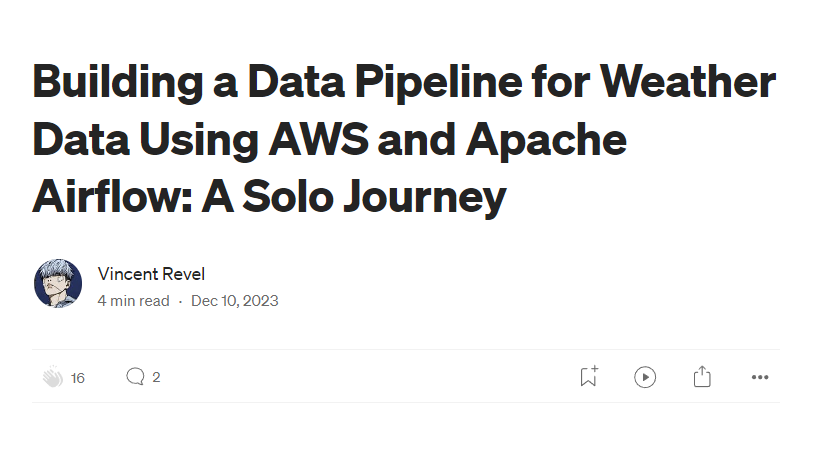 Building a Data Pipeline for Weather
Data Using AWS and Apache
Airflow: A Solo Journey
Vincent Revel
4 min read · Dec 10, 2023
16 2